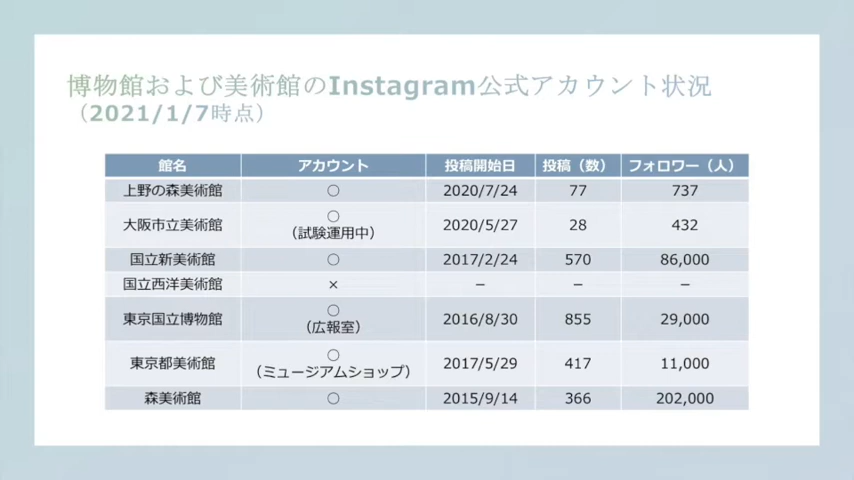 博物館および美術館のInstagram公式アカウント状況
（2021/1/7時点）
館名 アカウント 投稿開始日 投稿（数） フォロワー（人）
上野の森美術館 ○ 2020/7/24 77 737
大阪市立美術館 ○ 2020/5/27 28 432
（試験運用中）
国立新美術館 ○ 2017/2/24 570 86,000
国立西洋美術館 × － － －
東京国立博物館 ○ 2016/8/30 855 29,000
（広報室）
東京都美術館 ○ 2017/5/29 417 11,000
（ミュージアムショップ）
森美術館 ○ 2015/9/14 366 202,000